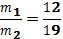 m₁/m₂ = 12/19